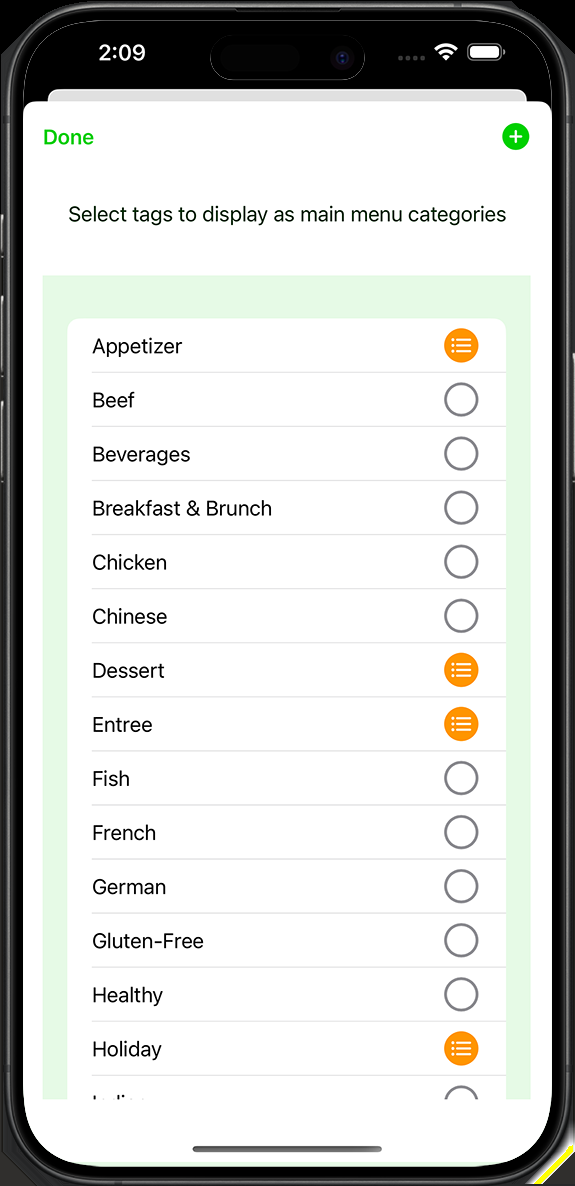 2:09
Done
Select tags to display as main menu categories
Appetizer
Beef
Beverages
Breakfast & Brunch
Chicken
Chinese
Dessert
Entree
Fish
French
German
Gluten-Free
Healthy
Holiday